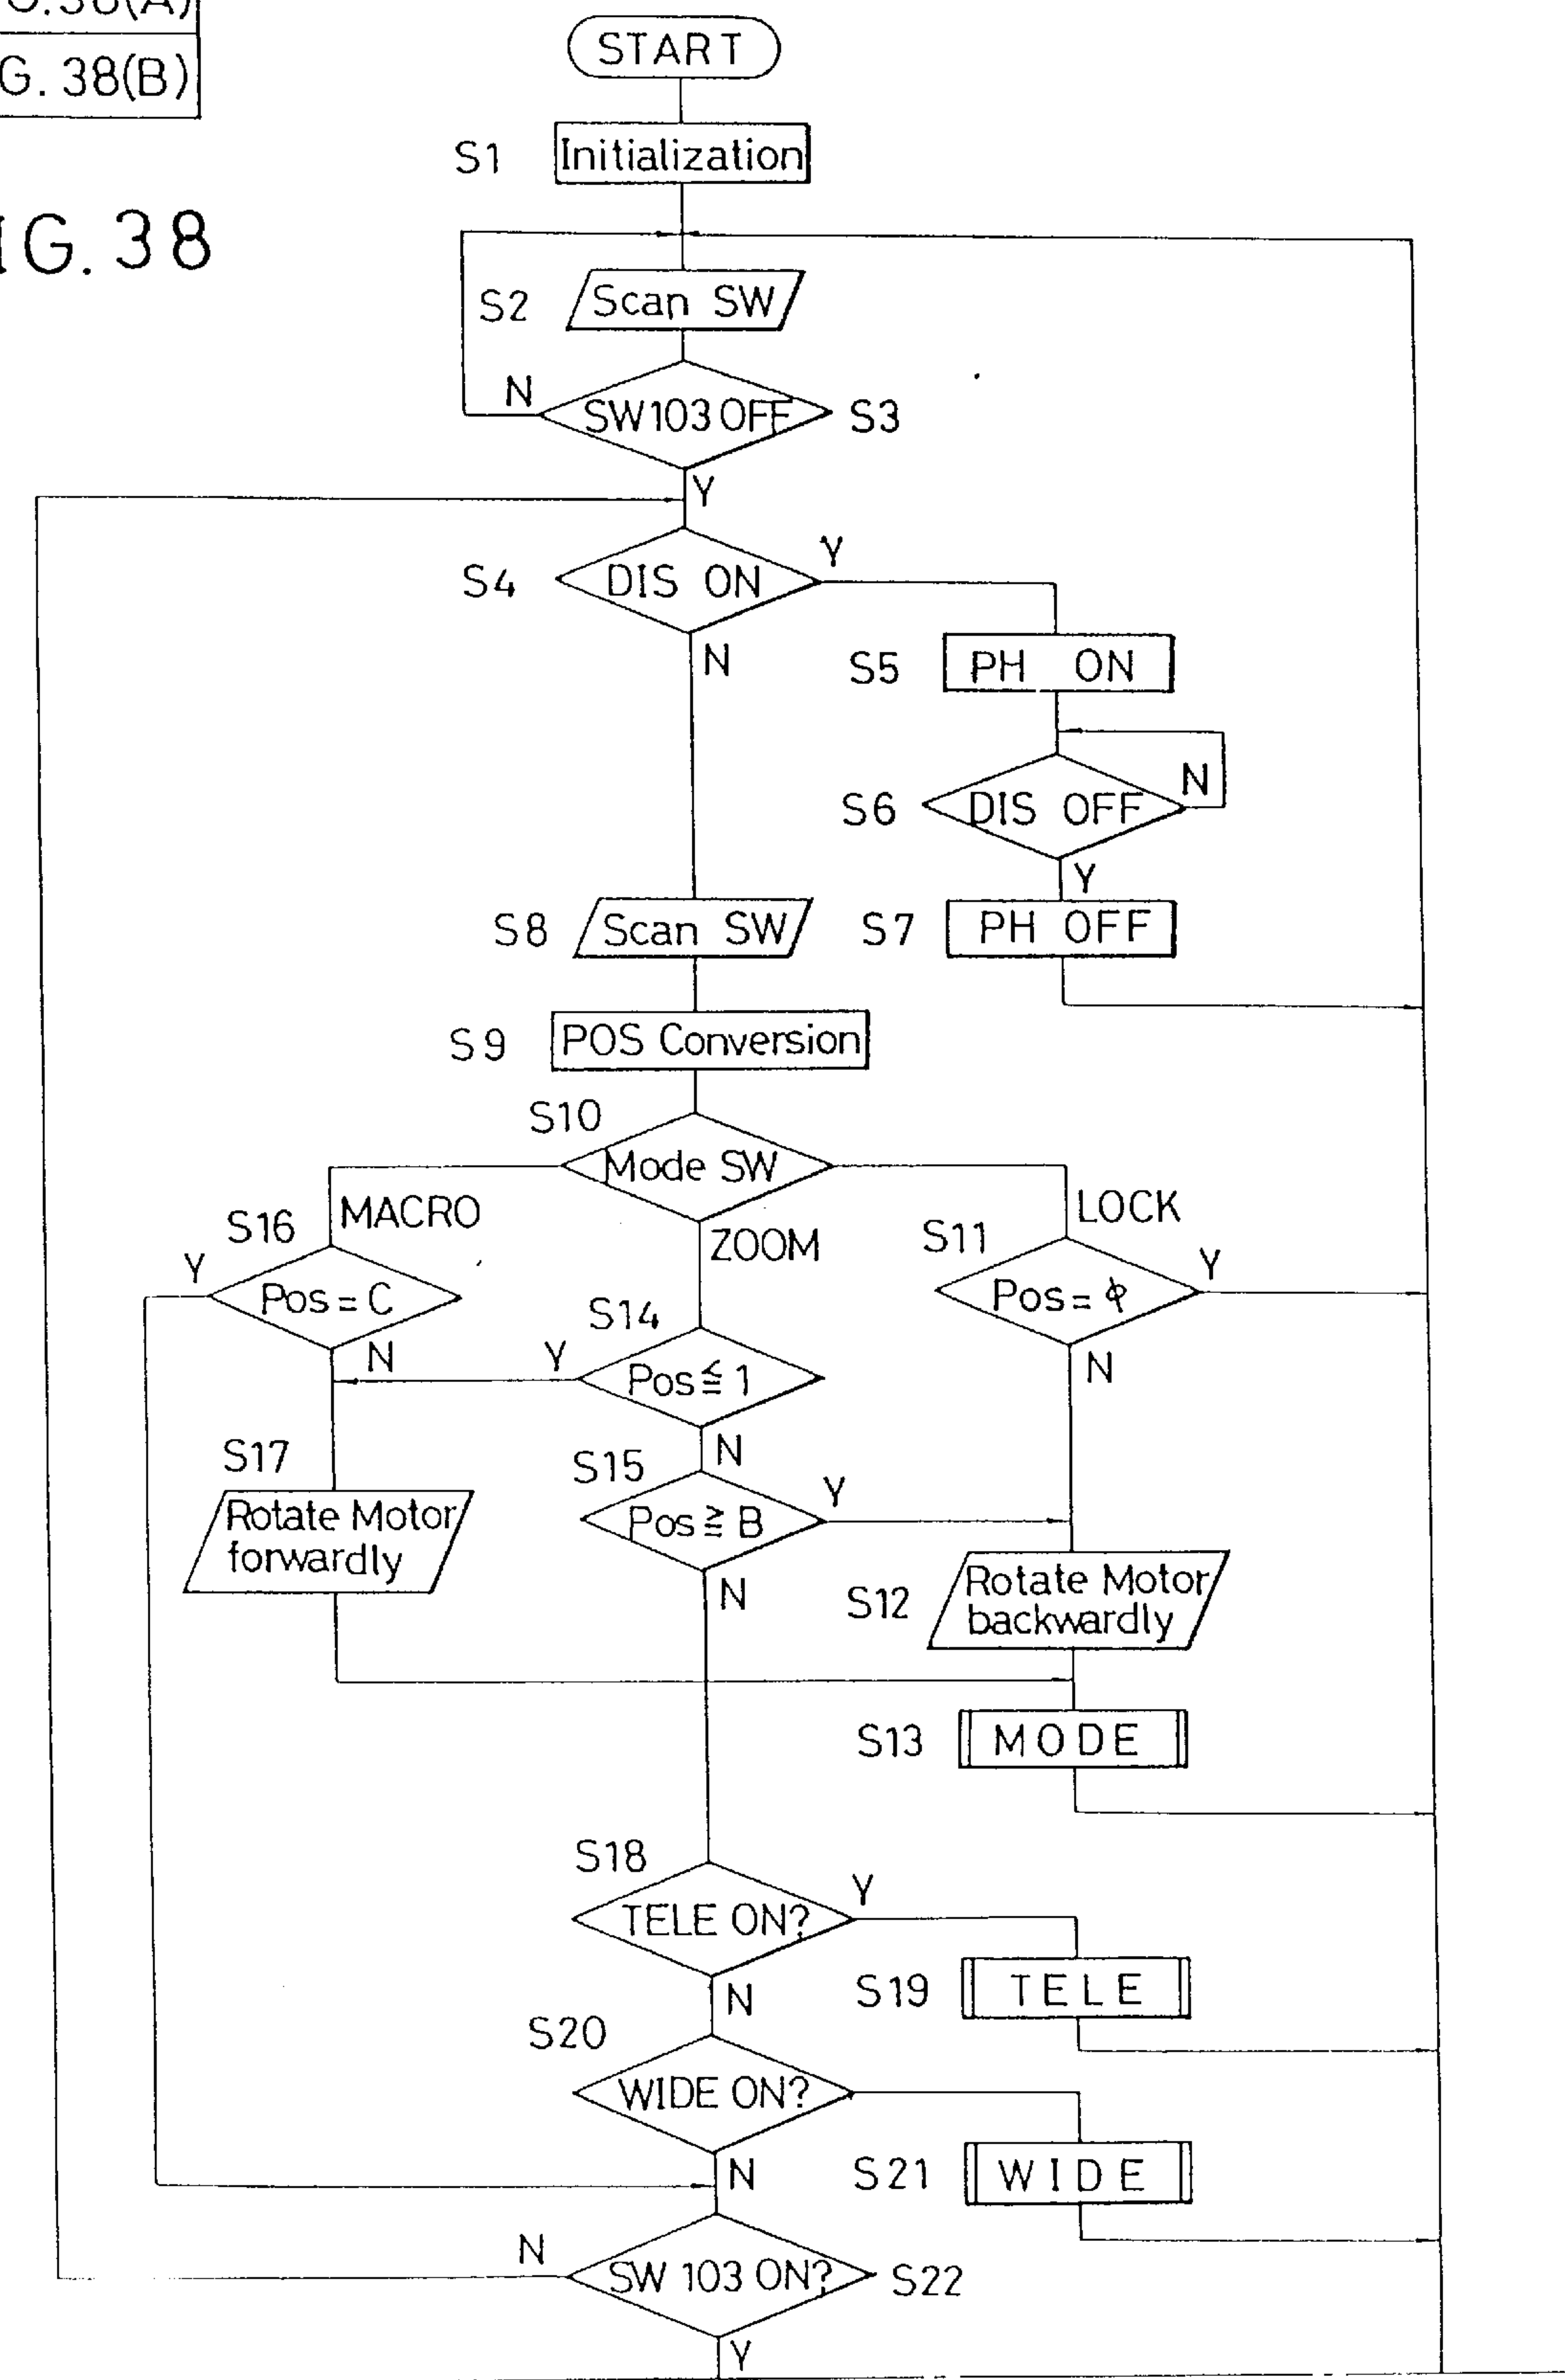 G. 38(B)
IG. 38
START
S1 Initialization
S2 Scan SW
N SW103 OFF S3
Y
S4 DIS ON Y
N
S5 PH ON
S6 DIS OFF N
Y
S7 PH OFF
S8 Scan SW
S9 POS Conversion
S10 Mode SW
MACRO
ZOOM
LOCK
S16 Pos = C
Y
N
S11 Pos = ϕ
Y
N
S14 Pos ≦ 1
Y
N
S15 Pos ≧ B
Y
N
S17 Rotate Motor
forwardly
S12 Rotate Motor
backwardly
S13 MODE
S18 TELE ON?
Y
N
S19 TELE
S20 WIDE ON?
N
S21 WIDE
N SW 103 ON? S22
Y